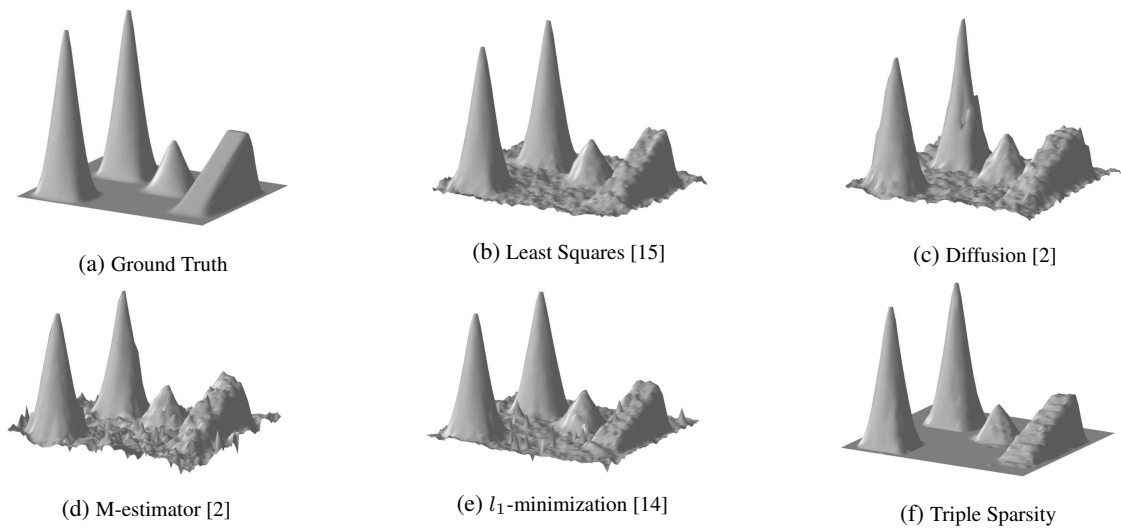 (a) Ground Truth
(b) Least Squares [15]
(c) Diffusion [2]
(d) M-estimator [2]
(e) l₁-minimization [14]
(f) Triple Sparsity